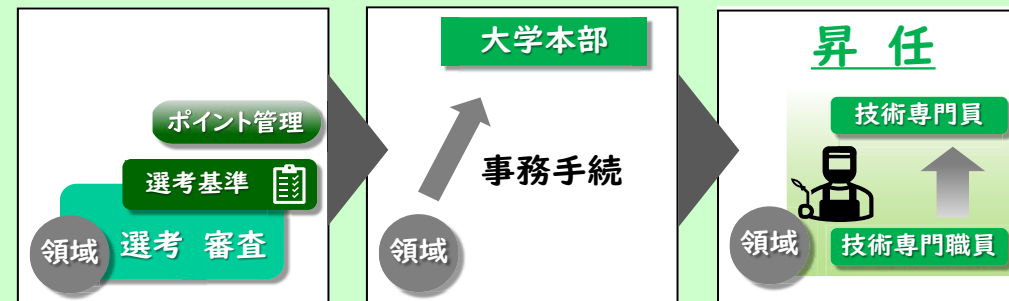 ポイント管理
選考基準
領域
選考 審査
大学本部
事務手続
領域
昇 任
技術専門員
領域
技術専門職員